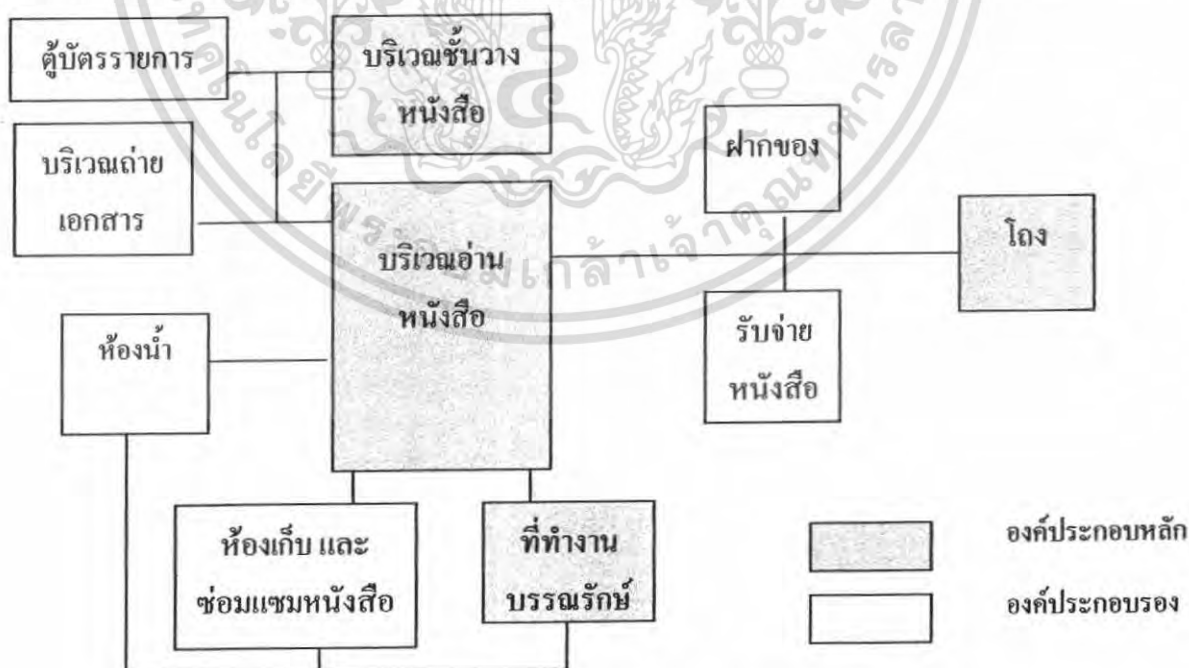 ตู้บัตรรายการ
บริเวณชั้นวาง
หนังสือ
บริเวณถ่าย
เอกสาร
ฝากของ
โถง
บริเวณอ่าน
หนังสือ
รับจ่าย
หนังสือ
ห้องน้ำ
ห้องเก็บ และ
ซ่อมแซมหนังสือ
ที่ทำงาน
บรรณรักษ์
องค์ประกอบหลัก
องค์ประกอบรอง